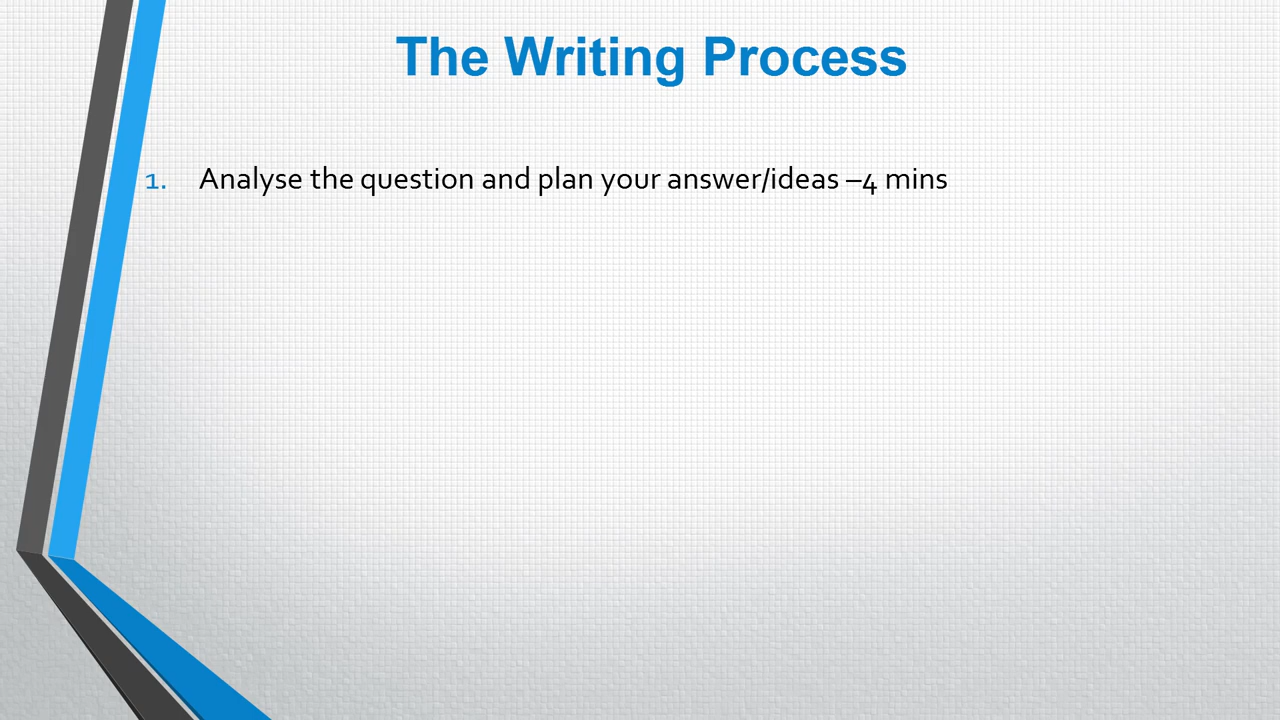 The Writing Process
1. Analyse the question and plan your answer/ideas –4 mins